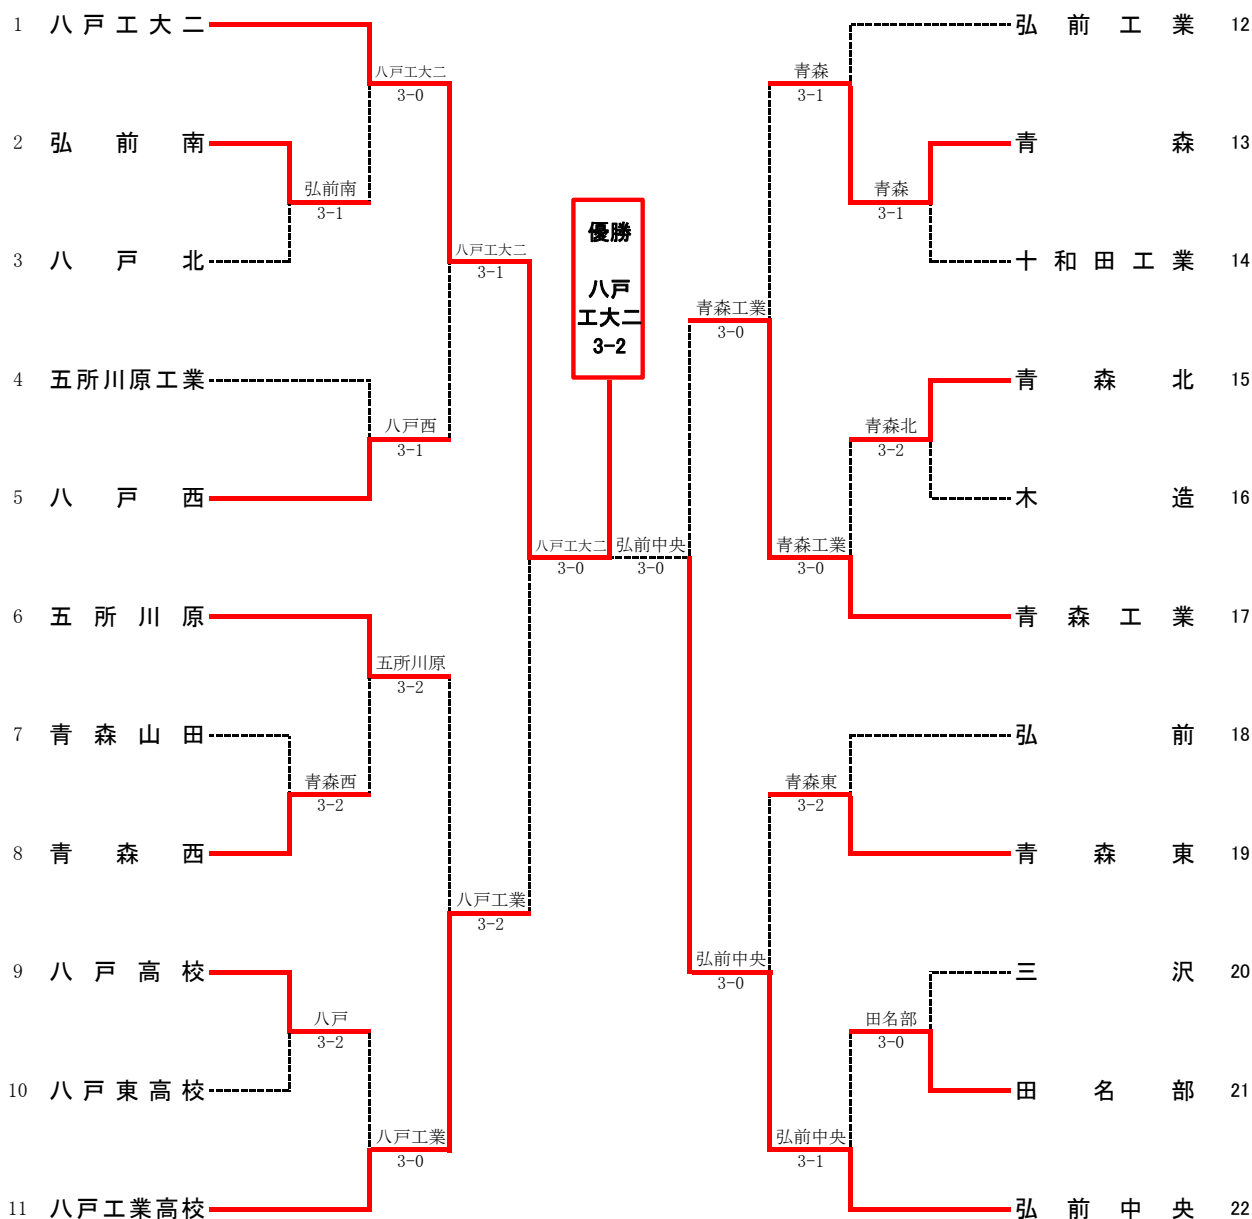 1 八戸工大二
八戸工大二
3-0
2 弘前南
弘前南
3-1
3 八戸北
八戸工大二
3-1
4 五所川原工業
八戸西
3-1
5 八戸西
八戸工大二
3-0
6 五所川原
五所川原
3-2
7 青森山田
青森西
3-2
8 青森西
八戸工業
3-2
9 八戸高校
八戸
3-2
10 八戸東高校
八戸工業
3-0
11 八戸工業高校
優勝
八戸
工大二
3-2
弘前工業 12
青森
3-1
青森 13
青森
3-1
十和田工業 14
青森工業
3-0
青森北 15
青森北
3-2
木造 16
青森工業
3-0
弘前中央
3-0
青森工業 17
弘前 18
青森東
3-2
青森東 19
弘前中央
3-0
三沢 20
田名部
3-0
田名部 21
弘前中央
3-1
弘前中央 22